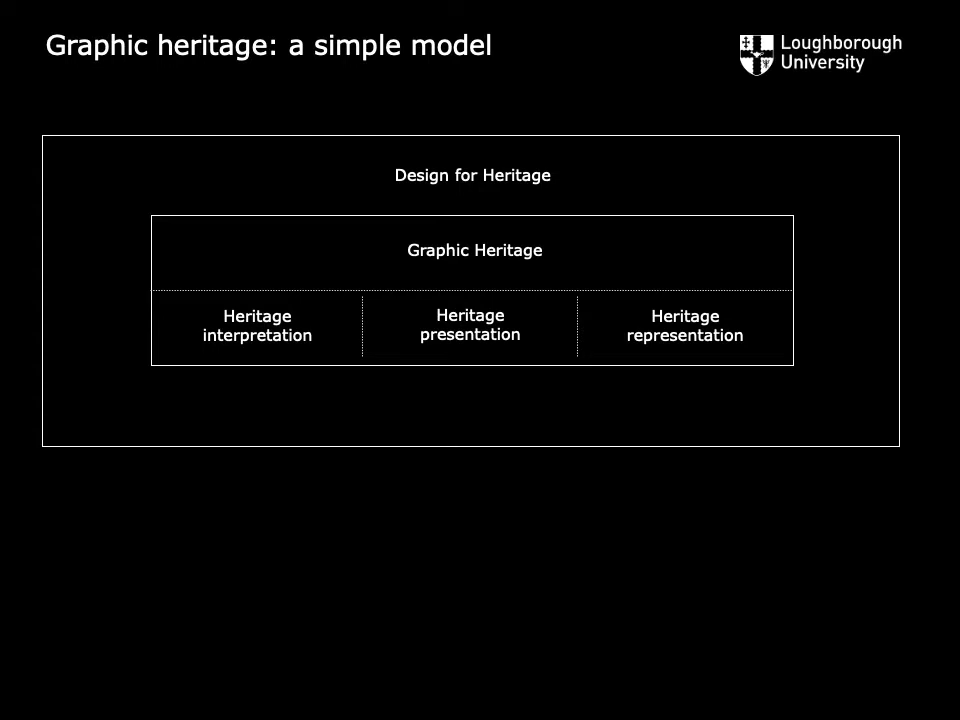 Graphic heritage: a simple model
Loughborough
University
Design for Heritage
Graphic Heritage
Heritage
interpretation
Heritage
presentation
Heritage
representation